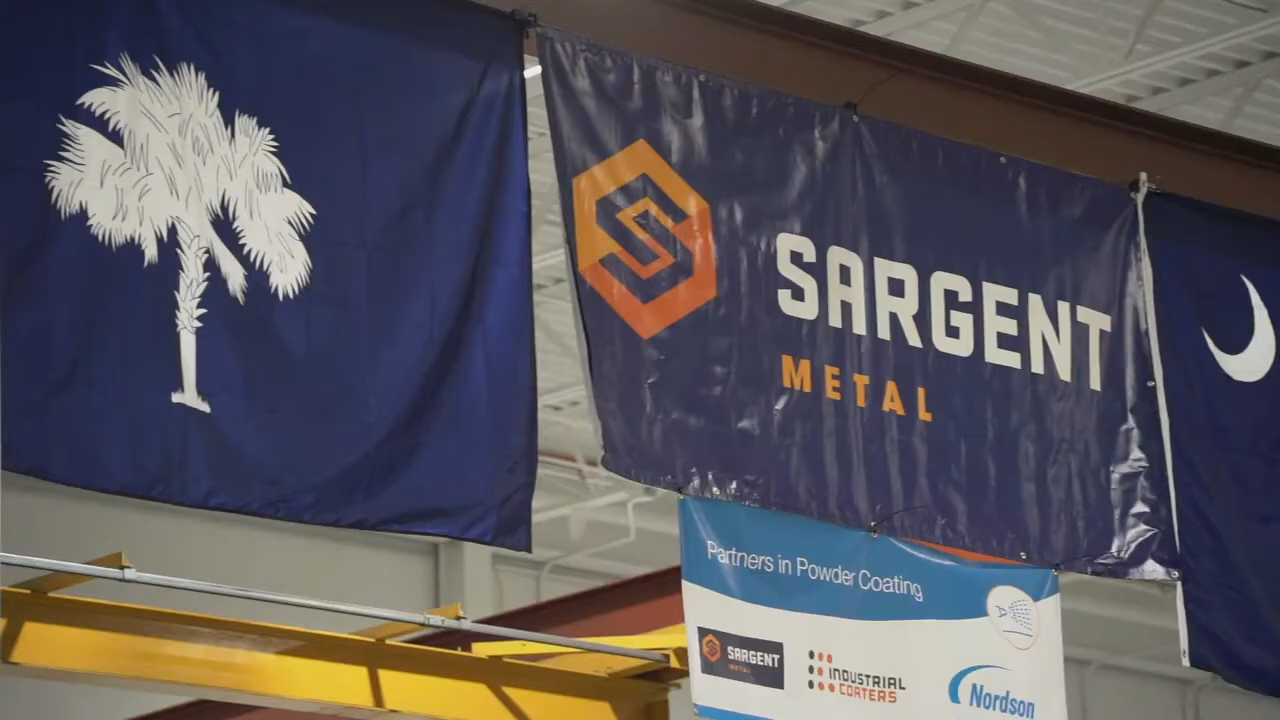 SARGENT
METAL
Partners in Powder Coating
SARGENT
METAL
INDUSTRIAL
COATERS
Nordson